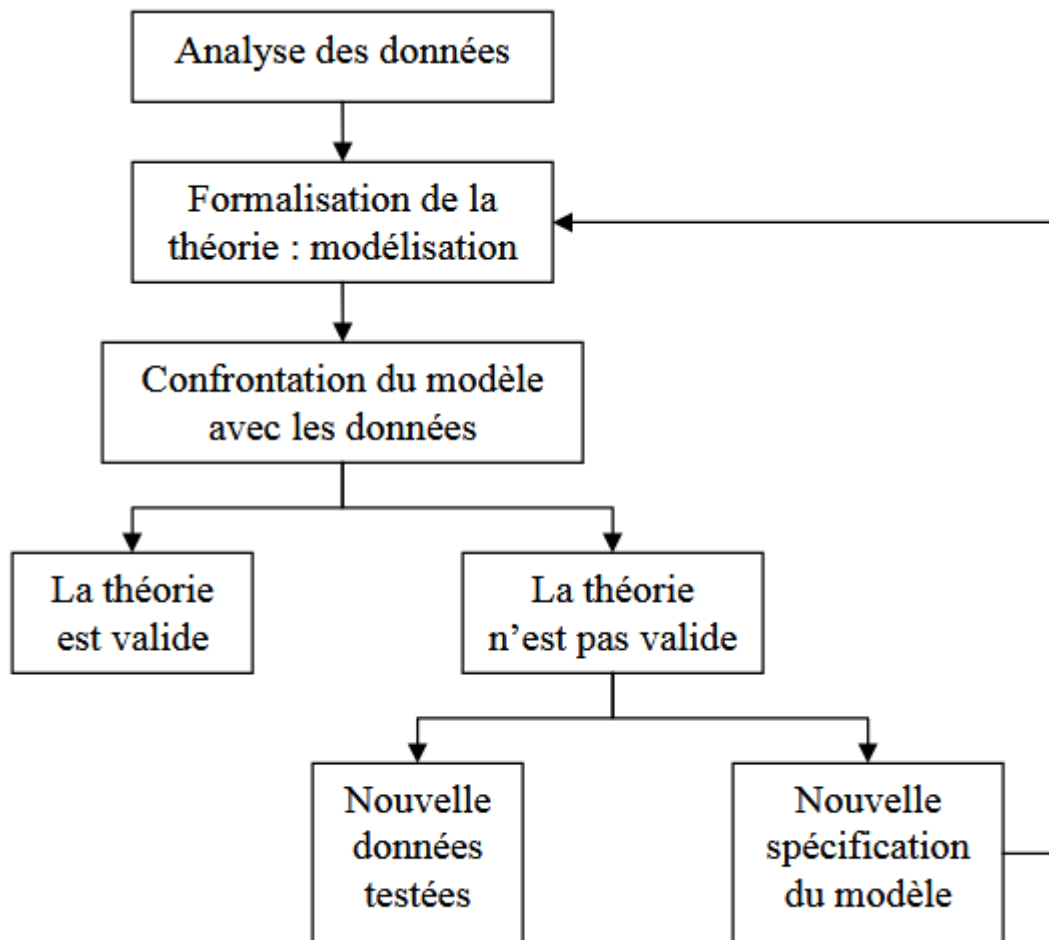 Analyse des données
Formalisation de la
théorie : modélisation
Confrontation du modèle
avec les données
La théorie
est valide
La théorie
n’est pas valide
Nouvelle
données
testées
Nouvelle
spécification
du modèle